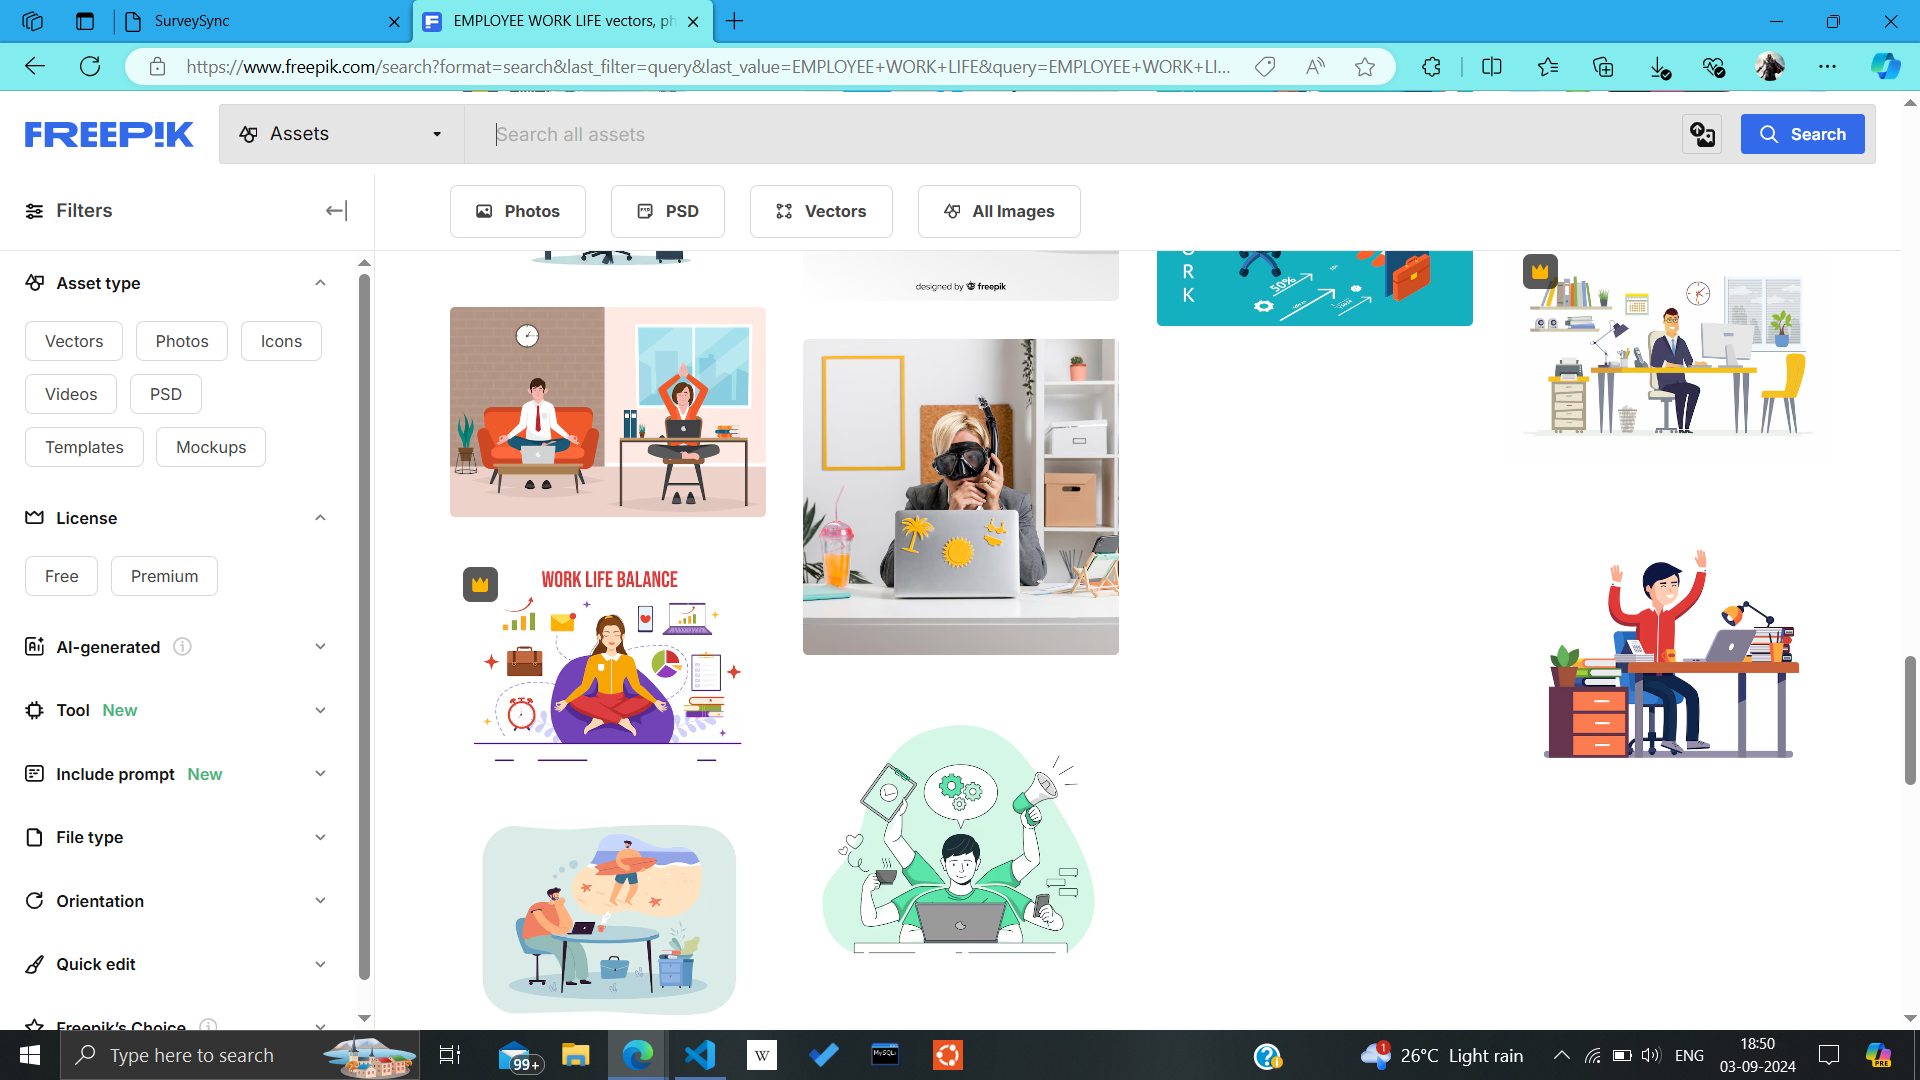 SurveySync
EMPLOYEE WORK LIFE vectors, ph
https://www.freepik.com/search?format=search&last_filter=query&last_value=EMPLOYEE+WORK+LIFE&query=EMPLOYEE+WORK+LI...
FREEPIK
Assets
Search all assets
Search
Filters
Photos
PSD
Vectors
All Images
Asset type
Vectors
Photos
Icons
Videos
PSD
Templates
Mockups
License
Free
Premium
AI-generated
Tool New
Include prompt New
File type
Orientation
Quick edit
Freepik's Choice
designed by freepik
R
K
50%
WORK LIFE BALANCE
Type here to search
99+
W
MySQL
1
26°C Light rain
ENG
18:50
03-09-2024
PRE